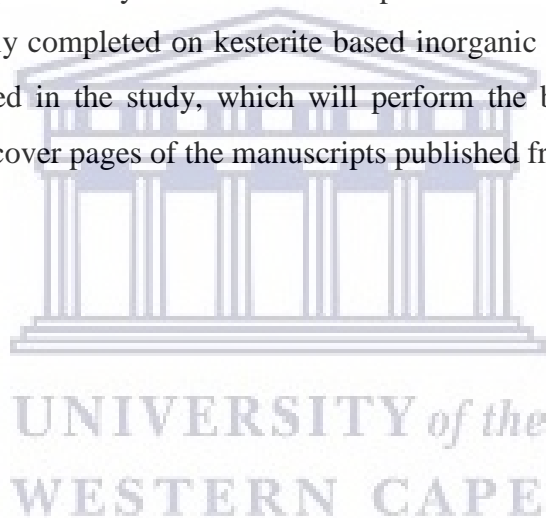 ly completed on kesterite based inorganic
ed in the study, which will perform the b
cover pages of the manuscripts published fr
UNIVERSITY of the
WESTERN CAPE